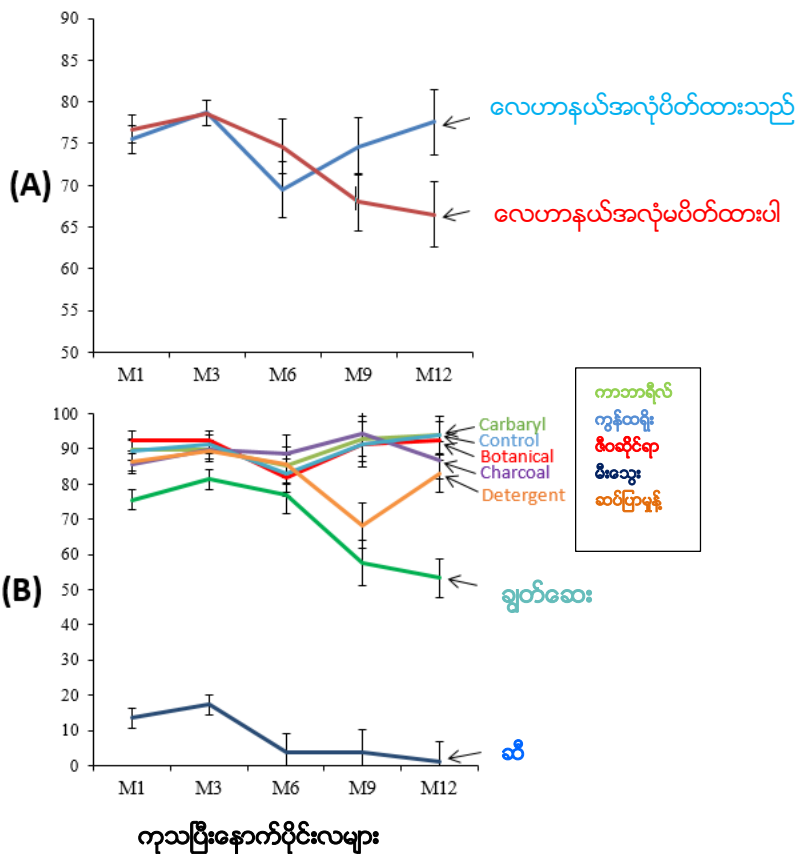 90
80
75
70
65
60
55
50
(A)
လေဟာနယ်အလုံပိတ်ထားသည်
လေဟာနယ်အလုံမပိတ်ထားပါ
M1 M3 M6 M9 M12
ကာဘာရီလ်
ကွန်ထရိုး
ဇီဝဆိုင်ရာ
မီးသွေး
ဆပ်ပြာမှုန့်
100
90
80
70
60
50
40
30
20
10
0
(B)
Carbaryl
Control
Botanical
Charcoal
Detergent
ချွတ်ဆေး
ဆီ
M1 M3 M6 M9 M12
ကုသပြီးနောက်ပိုင်းလများ